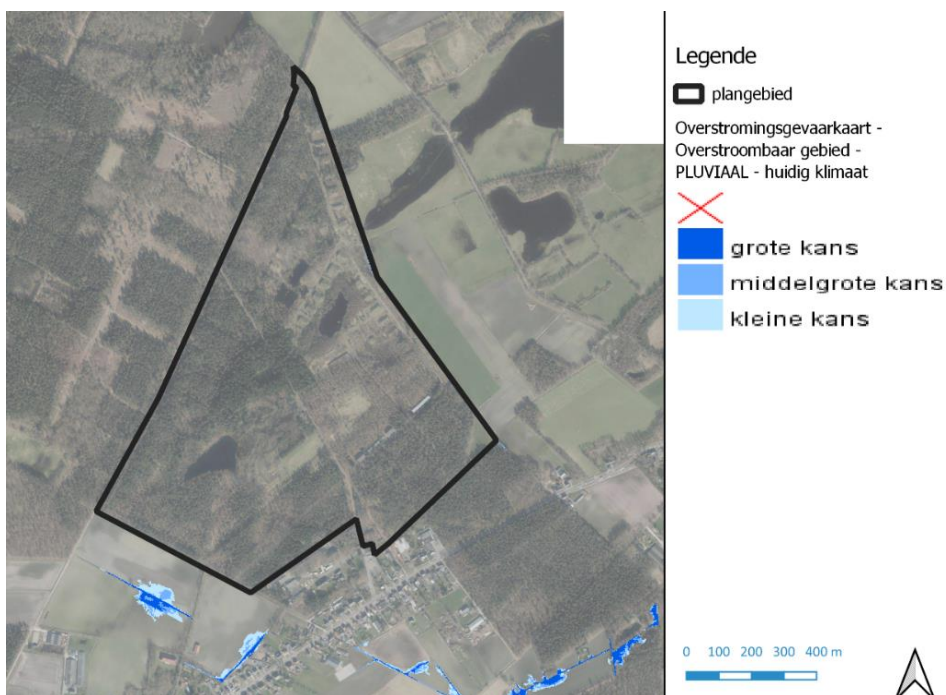 Legende
plangebied
Overstromingsgevaarkaart -
Overstroombaar gebied -
PLUVIAAL - huidig klimaat
grote kans
middelgrote kans
kleine kans
0 100 200 300 400 m